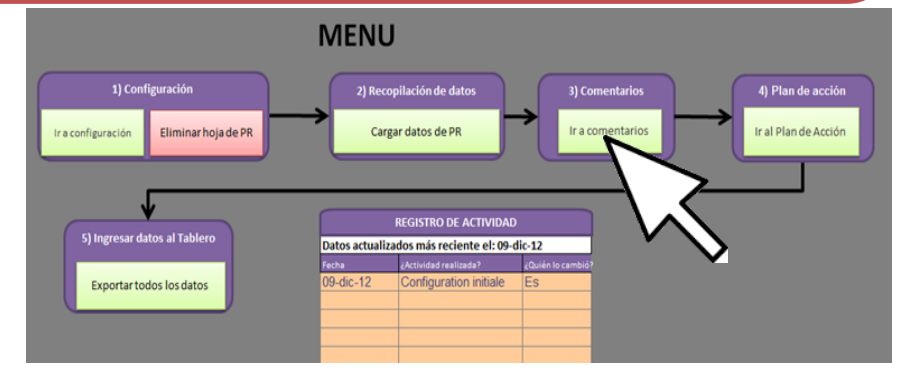 MENU
1) Configuración
Ir a configuración
Eliminar hoja de PR
2) Recopilación de datos
Cargar datos de PR
3) Comentarios
Ir a comentarios
4) Plan de acción
Ir al Plan de Acción
5) Ingresar datos al Tablero
Exportar todos los datos
REGISTRO DE ACTIVIDAD
Datos actualizados más reciente el: 09-dic-12
Fecha ¿Actividad realizada? ¿Quién lo cambió?
09-dic-12 Configuration initiale Es